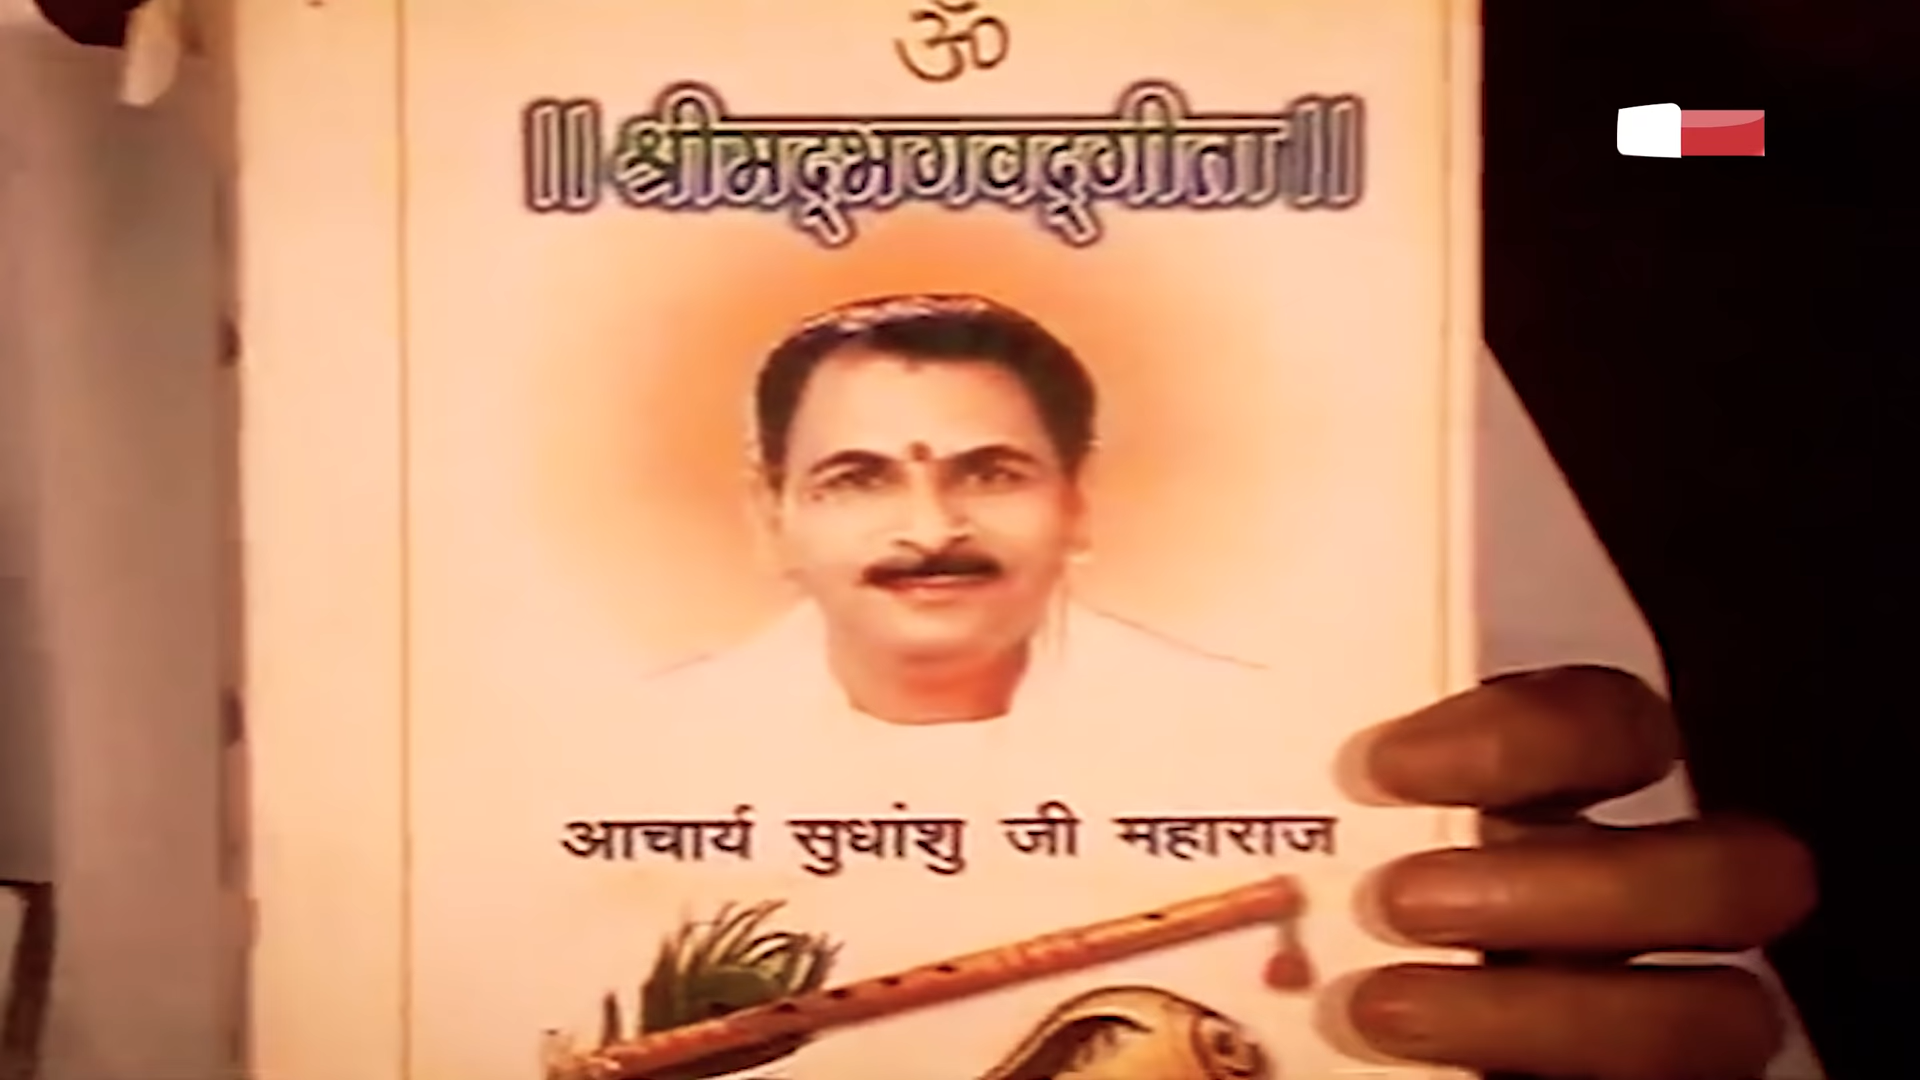 ॐ
॥ श्रीमद्भगवद्गीता ॥
आचार्य सुधांशु जी महाराज